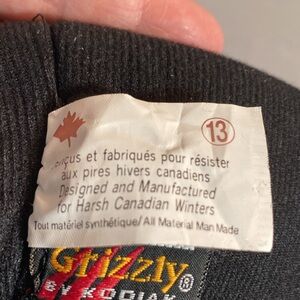 13
et fabriqués pour résister
aux pires hivers canadiens
Designed and Manufactured
for Harsh Canadian Winters
Tout matériel synthétique/All Material Man Made
Grizzly®
BY KODIAK